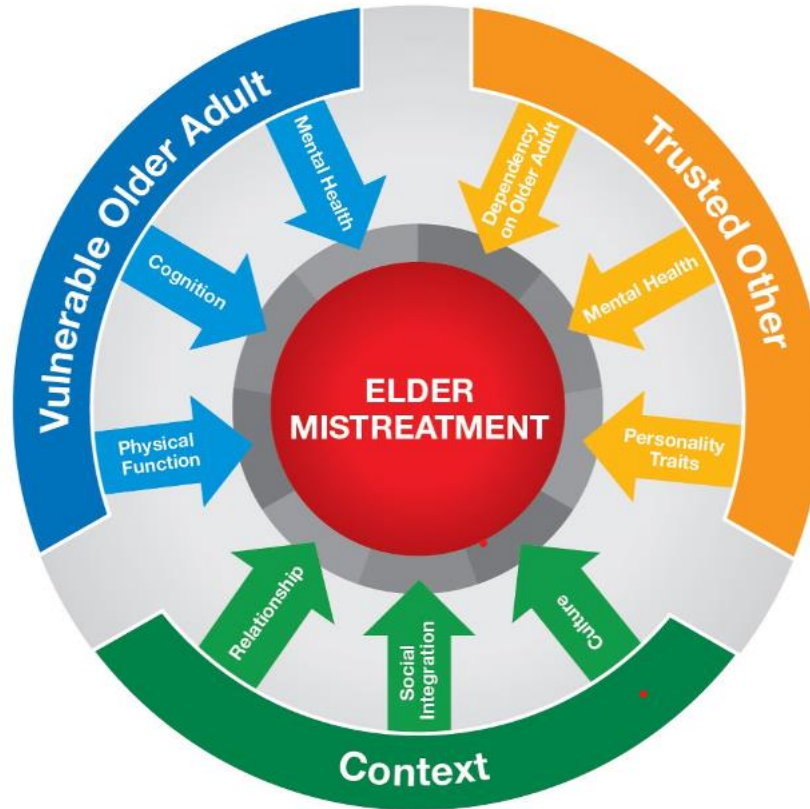 Vulnerable Older Adult
Mental Health
Cognition
Physical
Function
Trusted Other
Dependency
on Older Adult
Mental Health
Personality
Traits
ELDER
MISTREATMENT
Relationship
Social
Integration
Culture
Context